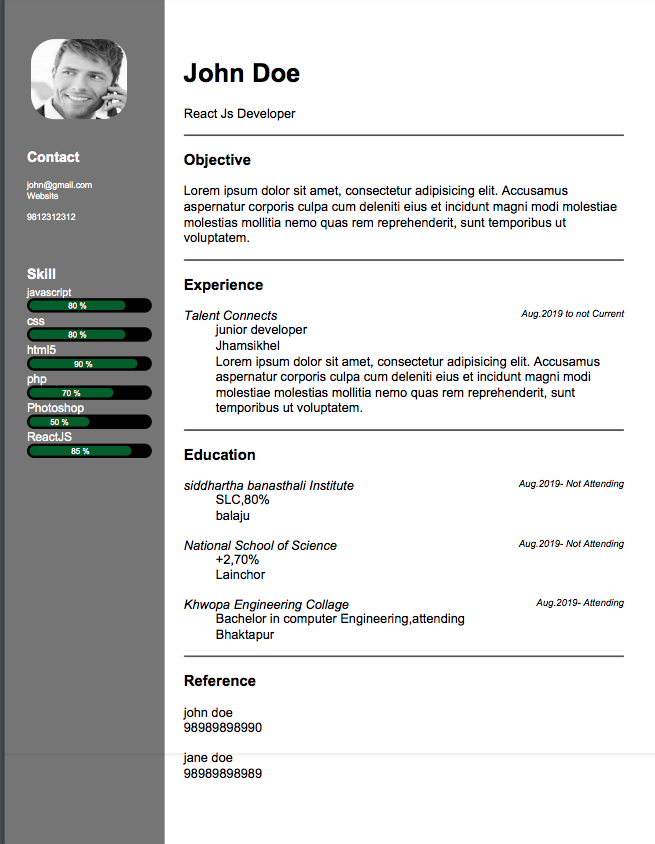 Contact
john@gmail.com
Website
9812312312
Skill
javascript
80 %
css
80 %
html5
90 %
php
70 %
Photoshop
50 %
ReactJS
85 %
John Doe
React Js Developer
Objective
Lorem ipsum dolor sit amet, consectetur adipisicing elit. Accusamus
aspernatur corporis culpa cum deleniti eius et incidunt magni modi molestiae
molestias mollitia nemo quas rem reprehenderit, sunt temporibus ut
voluptatem.
Experience
Talent Connects Aug.2019 to not Current
junior developer
Jhamsikhel
Lorem ipsum dolor sit amet, consectetur adipisicing elit. Accusamus
aspernatur corporis culpa cum deleniti eius et incidunt magni modi
molestiae molestias mollitia nemo quas rem reprehenderit, sunt
temporibus ut voluptatem.
Education
siddhartha banasthali Institute Aug.2019- Not Attending
SLC,80%
balaju
National School of Science Aug.2019- Not Attending
+2,70%
Lainchor
Khwopa Engineering Collage Aug.2019- Attending
Bachelor in computer Engineering,attending
Bhaktapur
Reference
john doe
98989898990
jane doe
98989898989